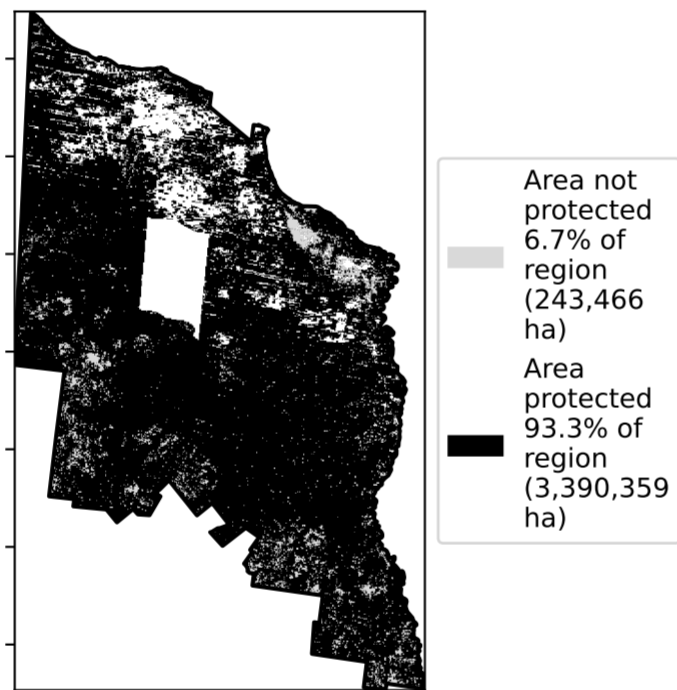 Area not
protected
6.7% of
region
(243,466
ha)
Area
protected
93.3% of
region
(3,390,359
ha)